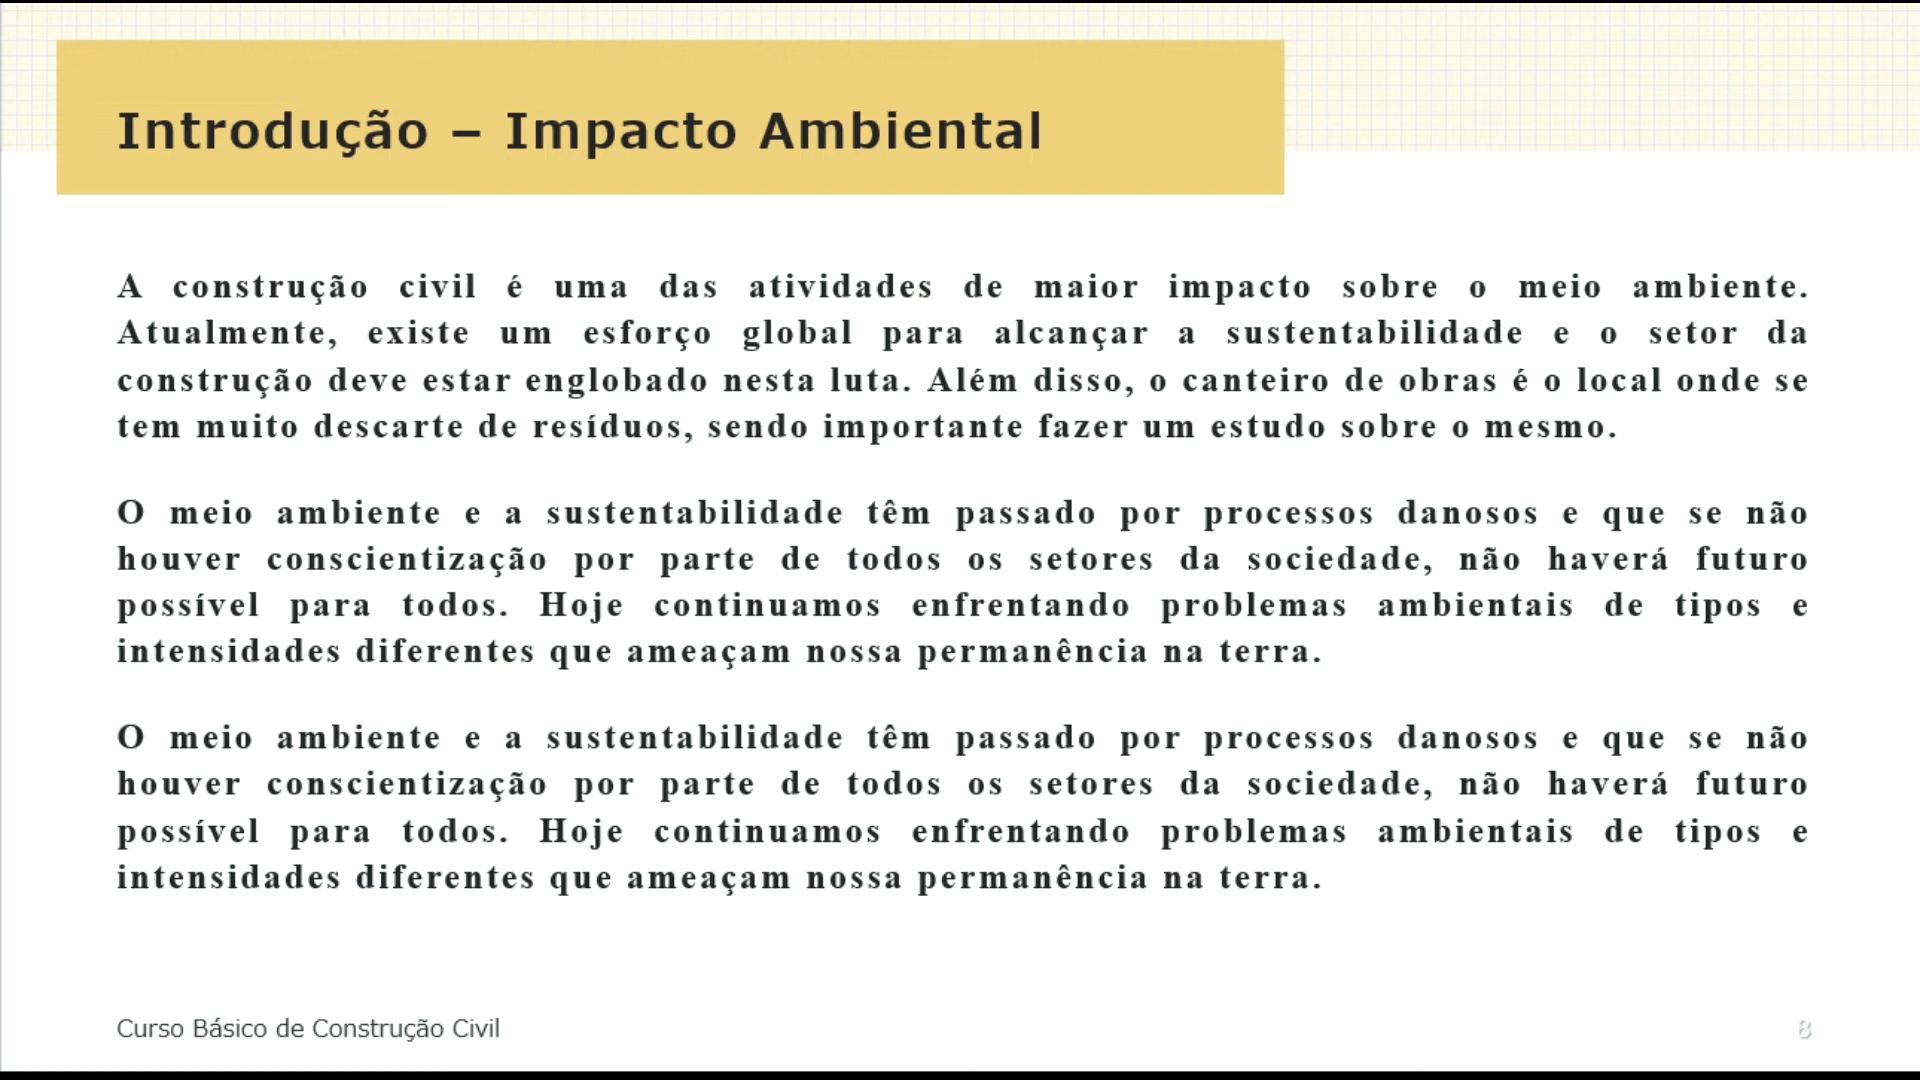 Introdução – Impacto Ambiental
A construção civil é uma das atividades de maior impacto sobre o meio ambiente.
Atualmente, existe um esforço global para alcançar a sustentabilidade e o setor da
construção deve estar englobado nesta luta. Além disso, o canteiro de obras é o local onde se
tem muito descarte de resíduos, sendo importante fazer um estudo sobre o mesmo.
O meio ambiente e a sustentabilidade têm passado por processos danosos e que se não
houver conscientização por parte de todos os setores da sociedade, não haverá futuro
possível para todos. Hoje continuamos enfrentando problemas ambientais de tipos e
intensidades diferentes que ameaçam nossa permanência na terra.
O meio ambiente e a sustentabilidade têm passado por processos danosos e que se não
houver conscientização por parte de todos os setores da sociedade, não haverá futuro
possível para todos. Hoje continuamos enfrentando problemas ambientais de tipos e
intensidades diferentes que ameaçam nossa permanência na terra.
Curso Básico de Construção Civil
8